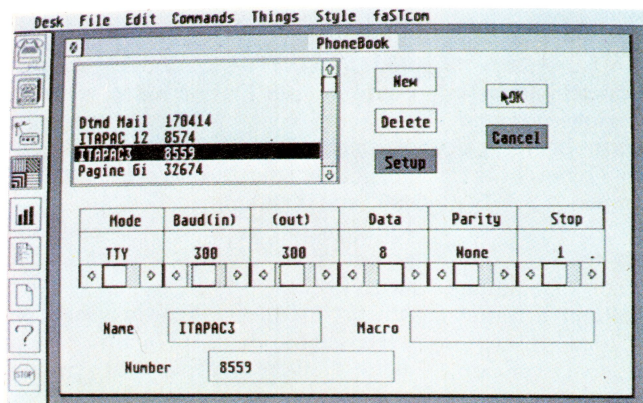 Desk File Edit Commands Things Style faSTcom
PhoneBook
Dtmd Mail 170414
ITAPAC 12 8574
ITAPAC3 8559
Pagine Gi 32674
New
Delete
Setup
OK
Cancel
Mode Baud(in) (out) Data Parity Stop
TTY 300 300 8 None 1 .
Name ITAPAC3 Macro
Number 8559
?
STOP